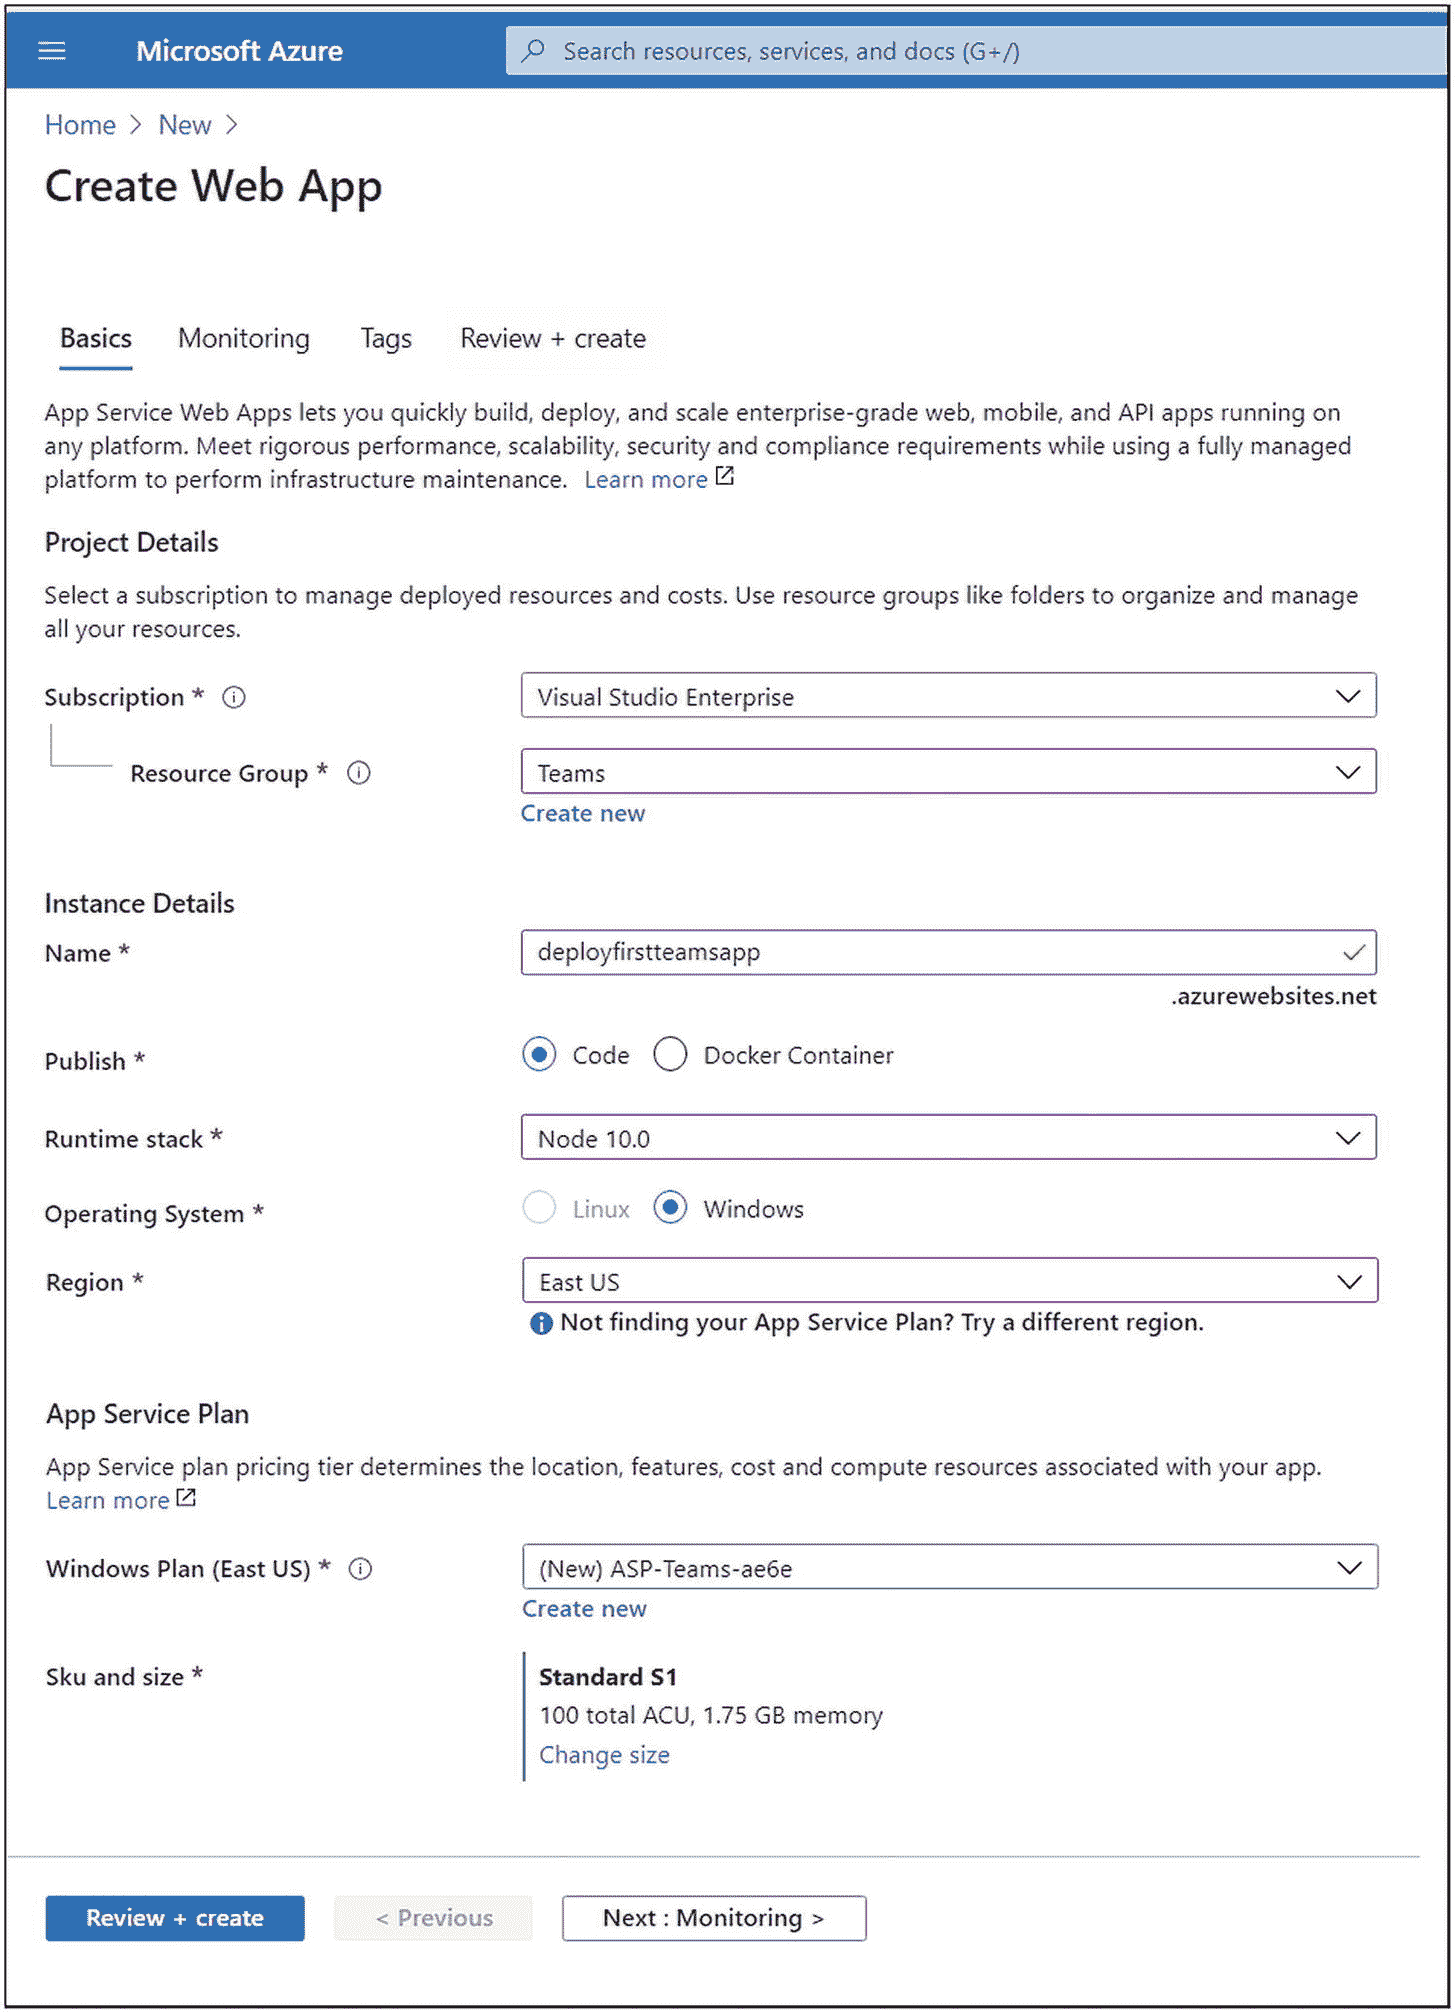 Microsoft Azure
Search resources, services, and docs (G+/)
Home > New >
Create Web App
Basics Monitoring Tags Review + create
App Service Web Apps lets you quickly build, deploy, and scale enterprise-grade web, mobile, and API apps running on
any platform. Meet rigorous performance, scalability, security and compliance requirements while using a fully managed
platform to perform infrastructure maintenance. Learn more
Project Details
Select a subscription to manage deployed resources and costs. Use resource groups like folders to organize and manage
all your resources.
Subscription * Visual Studio Enterprise
Resource Group * Teams
Create new
Instance Details
Name * deployfirstteamsapp
.azurewebsites.net
Publish * Code Docker Container
Runtime stack * Node 10.0
Operating System * Linux Windows
Region * East US
Not finding your App Service Plan? Try a different region.
App Service Plan
App Service plan pricing tier determines the location, features, cost and compute resources associated with your app.
Learn more
Windows Plan (East US) * (New) ASP-Teams-ae6e
Create new
Sku and size * Standard S1
100 total ACU, 1.75 GB memory
Change size
Review + create < Previous Next : Monitoring >